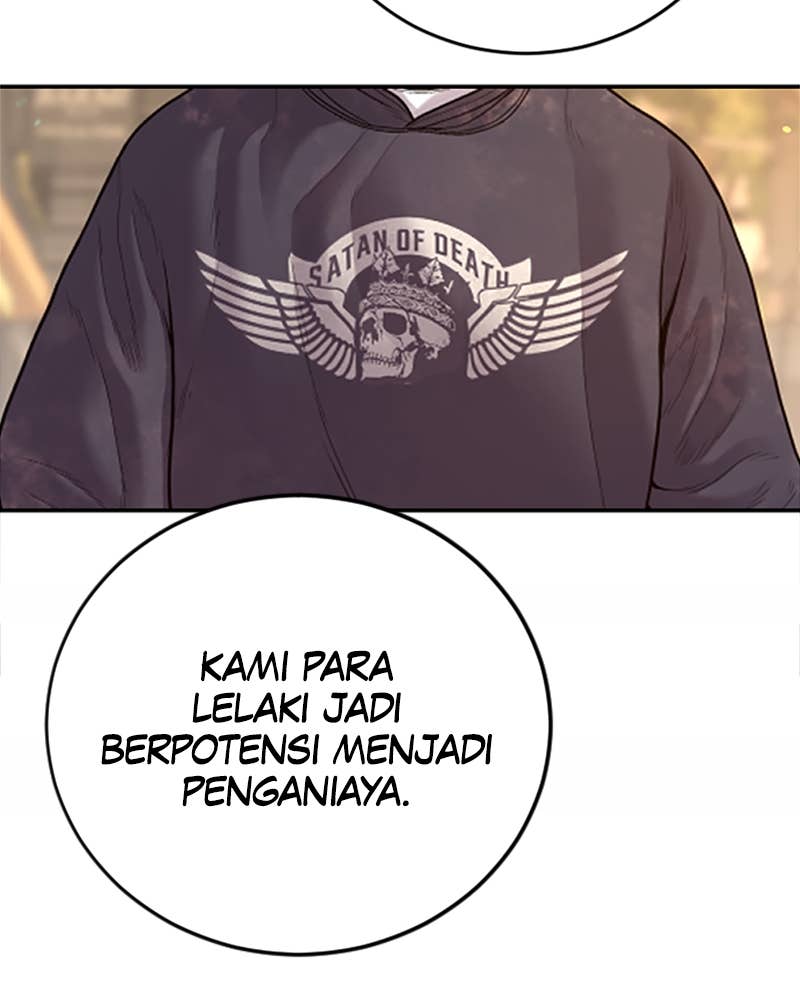 SATAN OF DEATH
KAMI PARA
LELAKI JADI
BERPOTENSI MENJADI
PENGANIAYA.